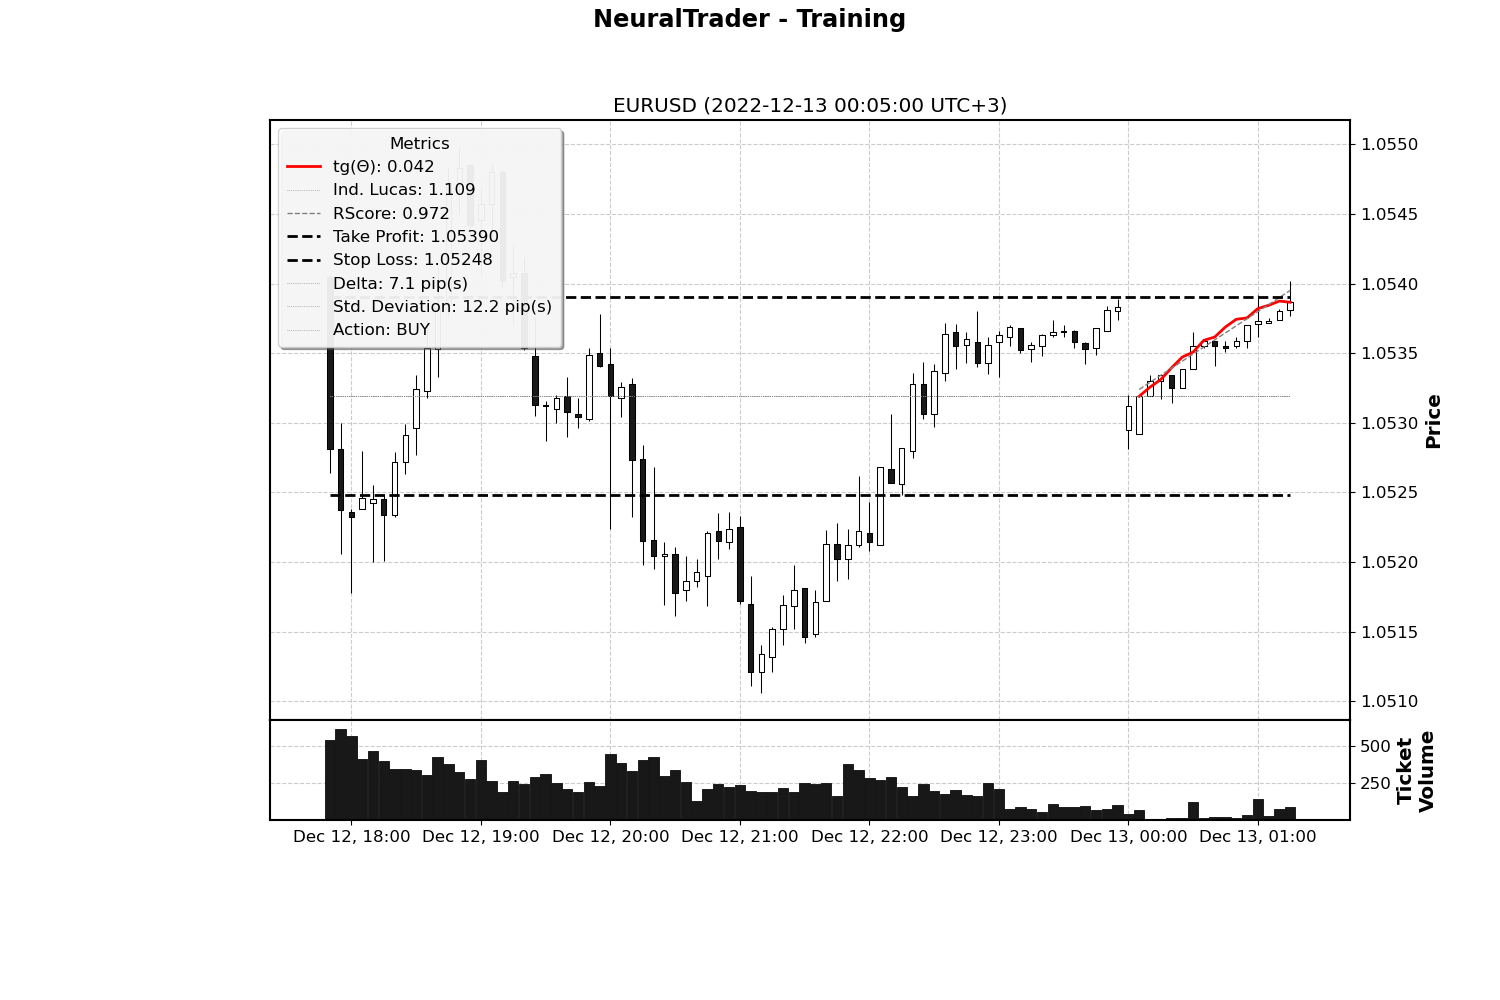 NeuralTrader - Training
EURUSD (2022-12-13 00:05:00 UTC+3)
Metrics
tg(Θ): 0.042
Ind. Lucas: 1.109
RScore: 0.972
Take Profit: 1.05390
Stop Loss: 1.05248
Delta: 7.1 pip(s)
Std. Deviation: 12.2 pip(s)
Action: BUY
1.0550
1.0545
1.0540
1.0535
1.0530
1.0525
1.0520
1.0515
1.0510
Price
500
250
Ticket
Volume
Dec 12, 18:00
Dec 12, 19:00
Dec 12, 20:00
Dec 12, 21:00
Dec 12, 22:00
Dec 12, 23:00
Dec 13, 00:00
Dec 13, 01:00